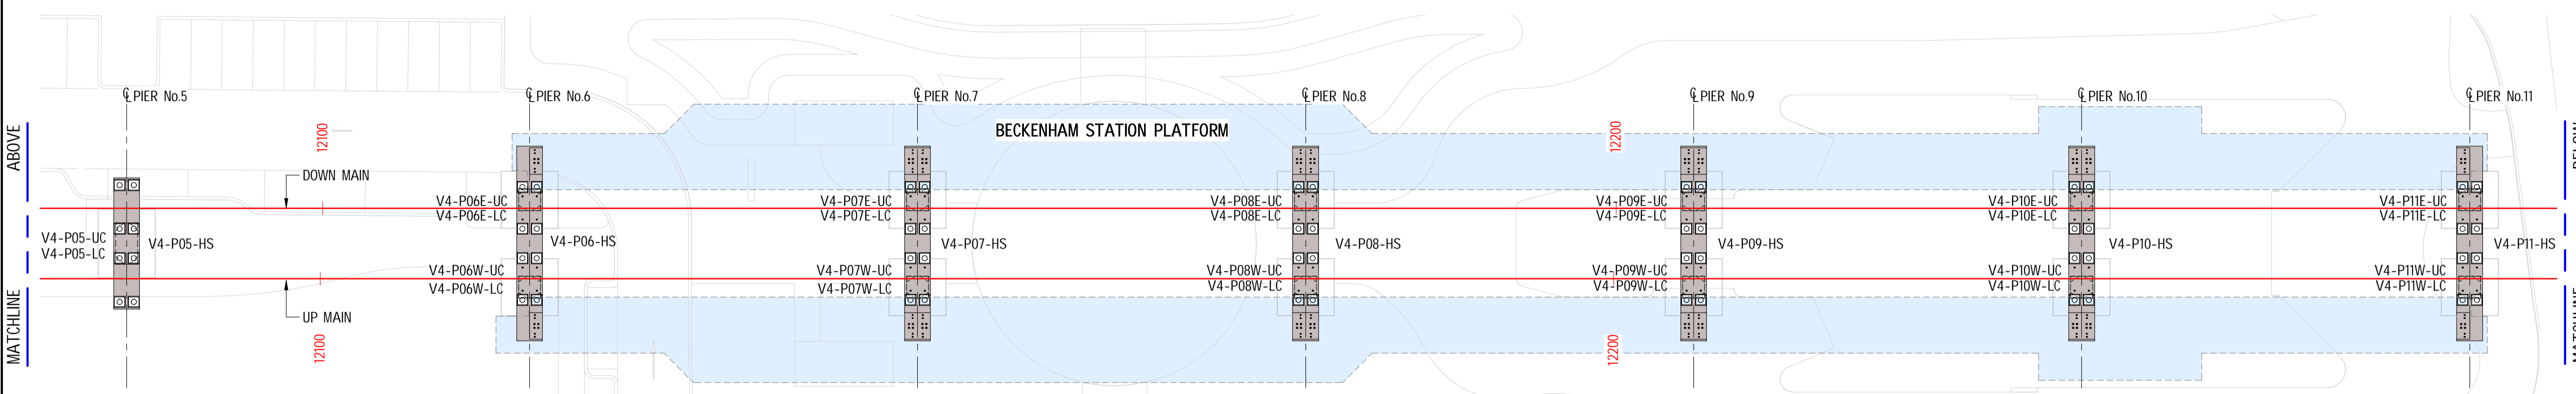 ABOVE
MATCHLINE
℄ PIER No.5
℄ PIER No.6
℄ PIER No.7
℄ PIER No.8
℄ PIER No.9
℄ PIER No.10
℄ PIER No.11
BECKENHAM STATION PLATFORM
12100
12200
DOWN MAIN
V4-P05-UC
V4-P05-LC
V4-P05-HS
V4-P06E-UC
V4-P06E-LC
V4-P06-HS
V4-P06W-UC
V4-P06W-LC
V4-P07E-UC
V4-P07E-LC
V4-P07-HS
V4-P07W-UC
V4-P07W-LC
V4-P08E-UC
V4-P08E-LC
V4-P08-HS
V4-P08W-UC
V4-P08W-LC
V4-P09E-UC
V4-P09E-LC
V4-P09-HS
V4-P09W-UC
V4-P09W-LC
V4-P10E-UC
V4-P10E-LC
V4-P10-HS
V4-P10W-UC
V4-P10W-LC
V4-P11E-UC
V4-P11E-LC
V4-P11-HS
V4-P11W-UC
V4-P11W-LC
UP MAIN
12100
12200
BELOW
MATCHLINE